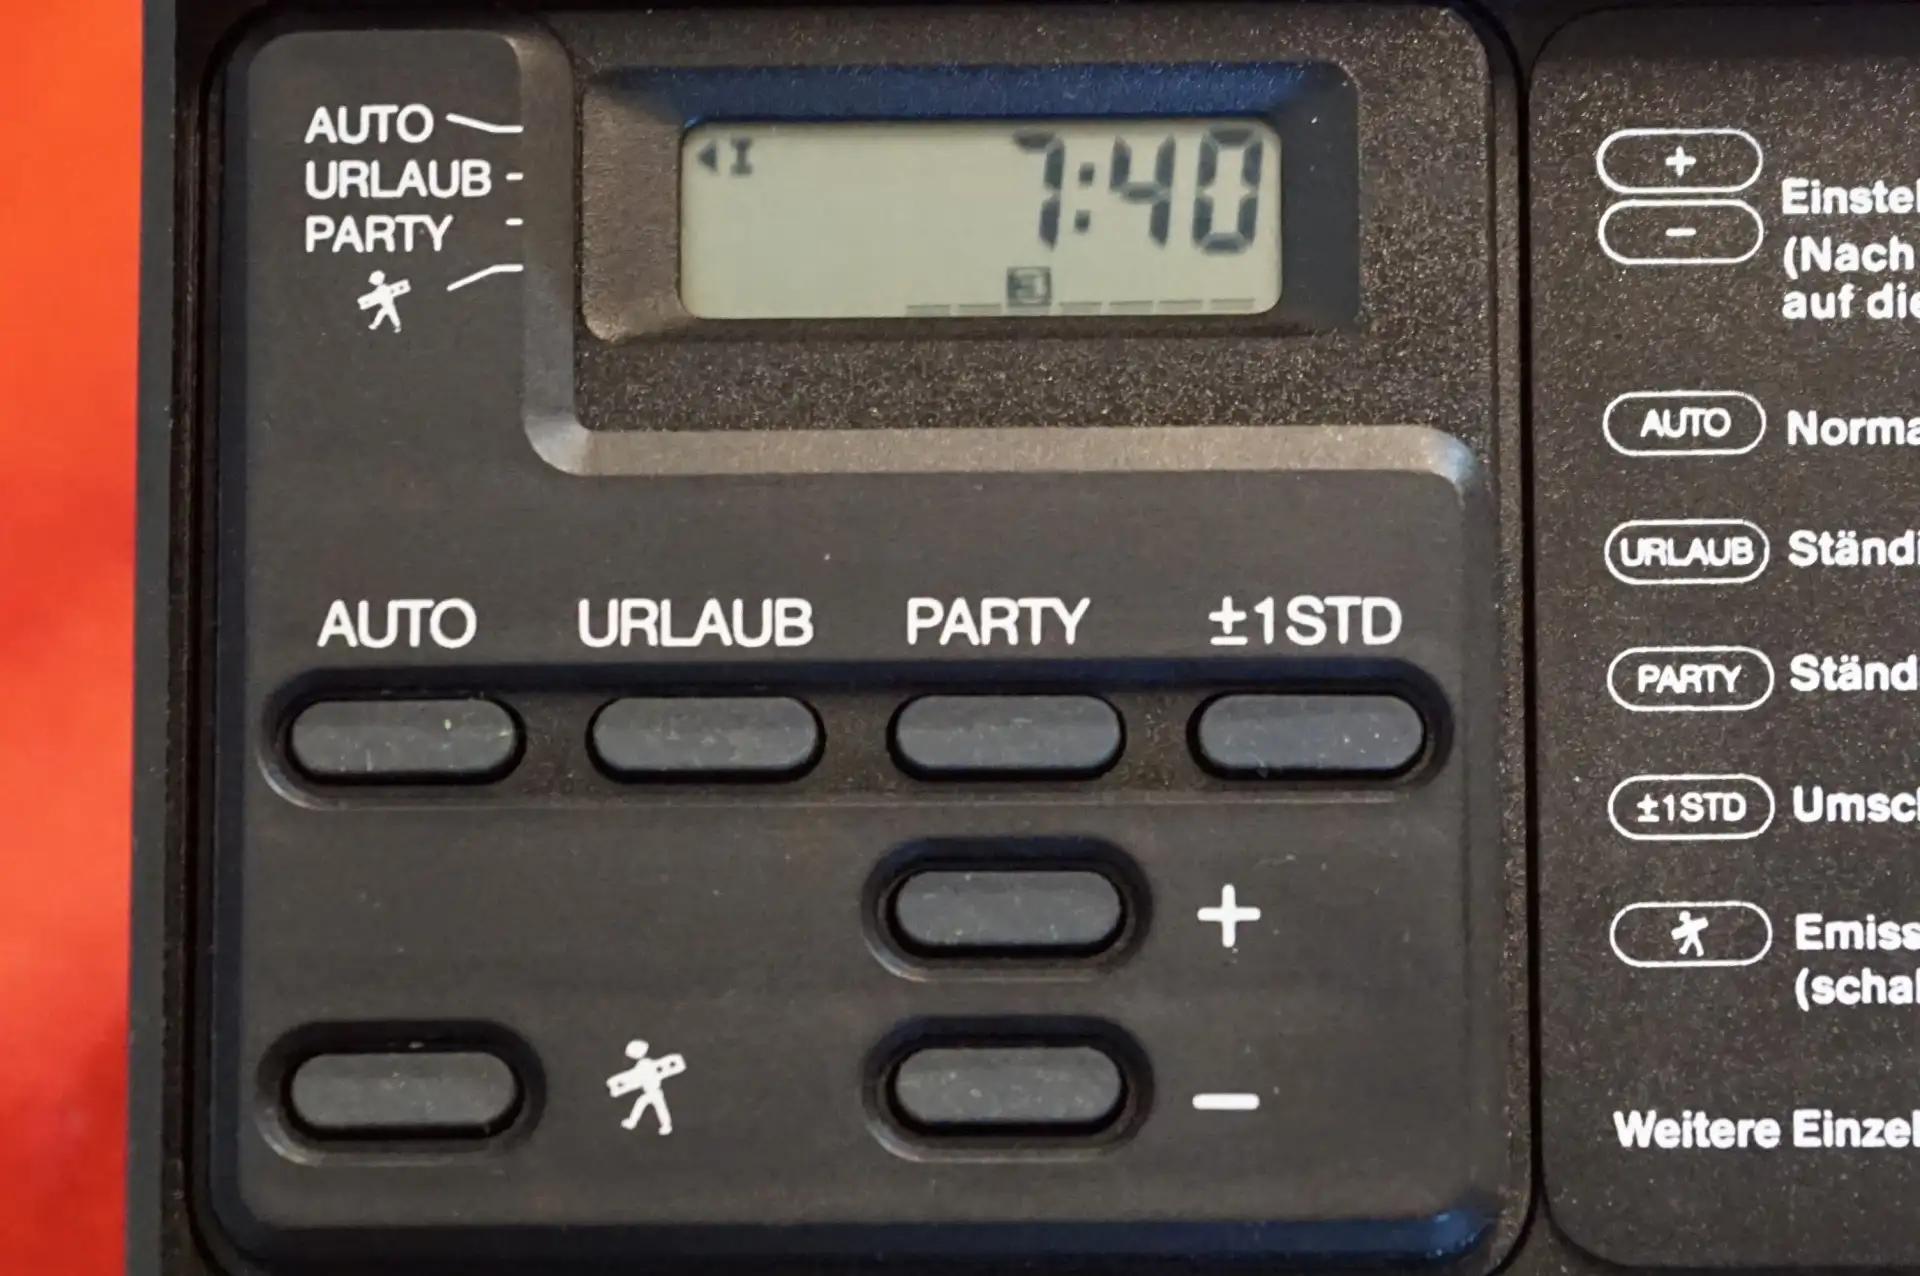 AUTO
URLAUB
PARTY
I 7:40
3
AUTO URLAUB PARTY ±1STD
+
−
+
−
Einstel
(Nach
auf die
AUTO Norma
URLAUB Ständi
PARTY Ständ
±1STD Umsch
Emiss
(schal
Weitere Einzel